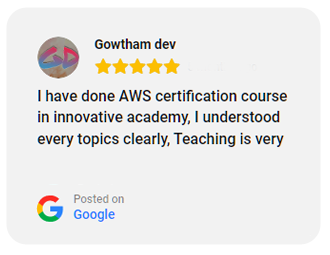 Gowtham dev
I have done AWS certification course
in innovative academy, I understood
every topics clearly, Teaching is very
Posted on
Google